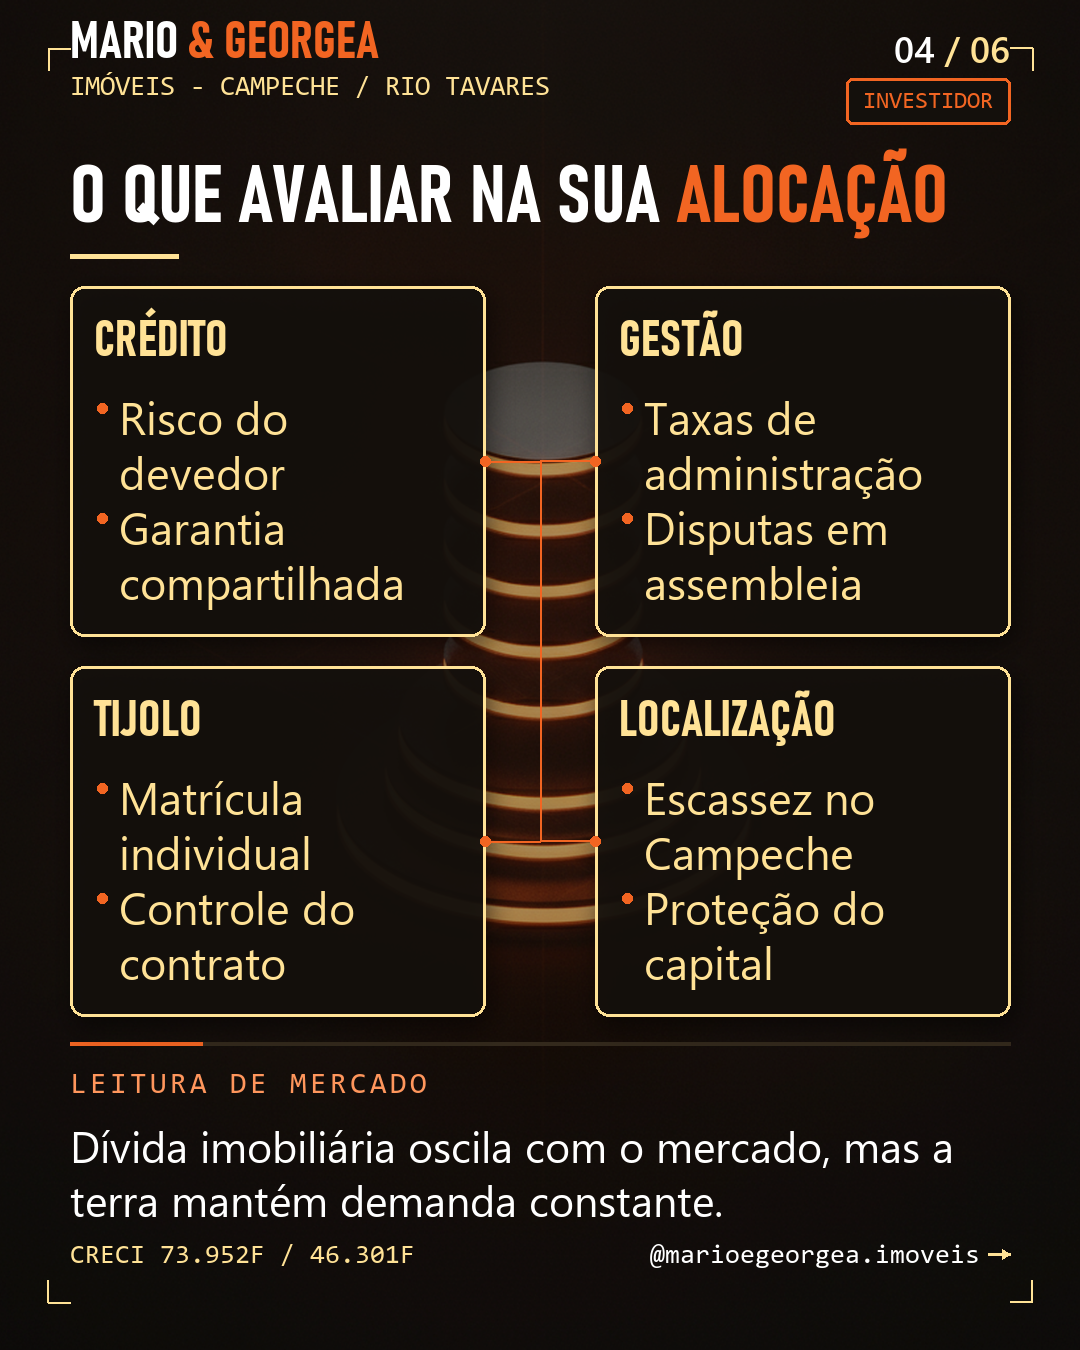 MARIO & GEORGEA
IMÓVEIS - CAMPECHE / RIO TAVARES
04 / 06
INVESTIDOR
O QUE AVALIAR NA SUA ALOCAÇÃO
CRÉDITO
• Risco do
devedor
• Garantia
compartilhada
GESTÃO
• Taxas de
administração
• Disputas em
assembleia
TIJOLO
• Matrícula
individual
• Controle do
contrato
LOCALIZAÇÃO
• Escassez no
Campeche
• Proteção do
capital
LEITURA DE MERCADO
Dívida imobiliária oscila com o mercado, mas a
terra mantém demanda constante.
CRECI 73.952F / 46.301F
@marioegeorgea.imoveis →